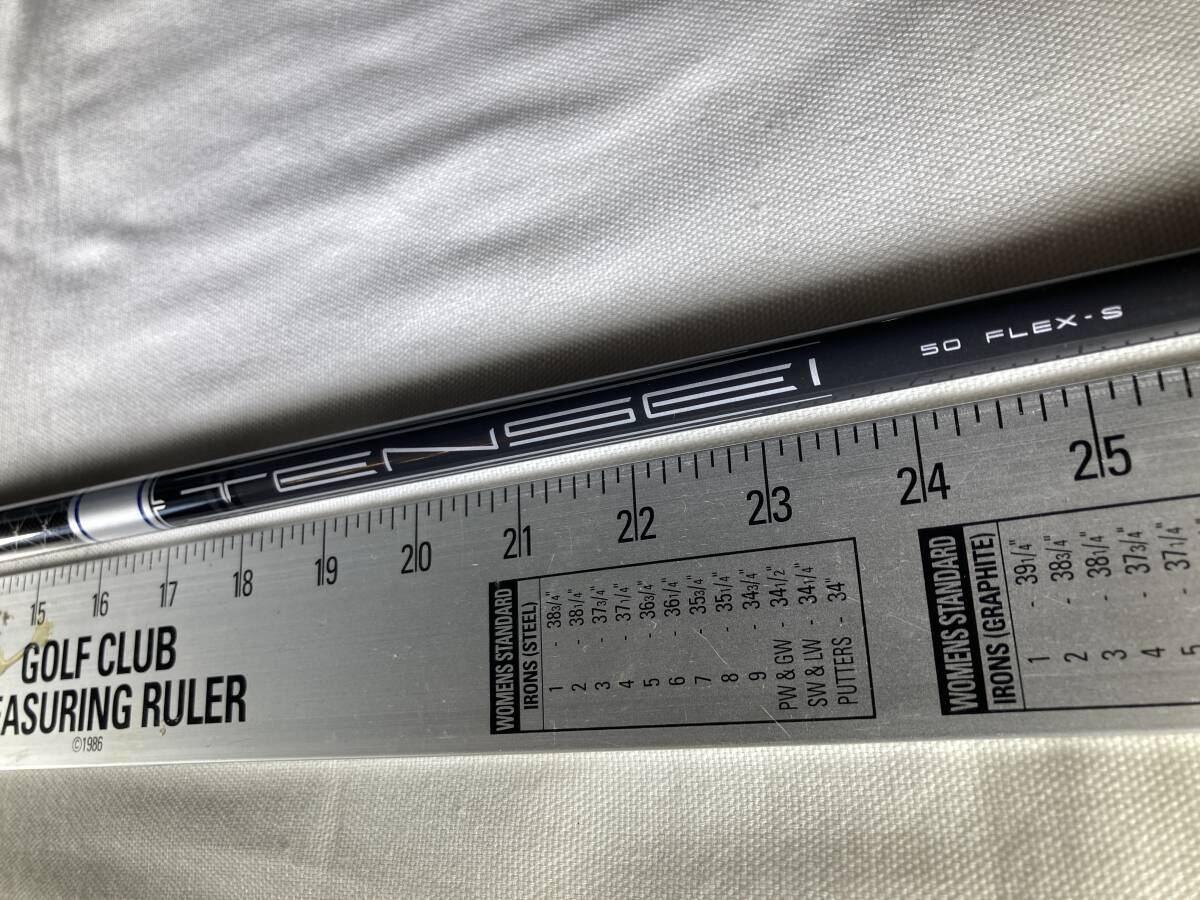 TENSEI
50 FLEX-S
15 16 17 18 19 20 21 22 23 24 25
GOLF CLUB
EASURING RULER
©1986
WOMENS STANDARD
IRONS (STEEL)
1 - 38 3/4"
2 - 38 1/4"
3 - 37 3/4"
4 - 37 1/4"
5 - 36 3/4"
6 - 36 1/4"
7 - 35 3/4"
8 - 35 1/4"
9 - 34 3/4"
PW & GW - 34 1/2"
SW & LW - 34 1/4"
PUTTERS - 34"
WOMENS STANDARD
IRONS (GRAPHITE)
1 - 39 1/4"
2 - 38 3/4"
3 - 38 1/4"
4 - 37 3/4"
5 - 37 1/4"